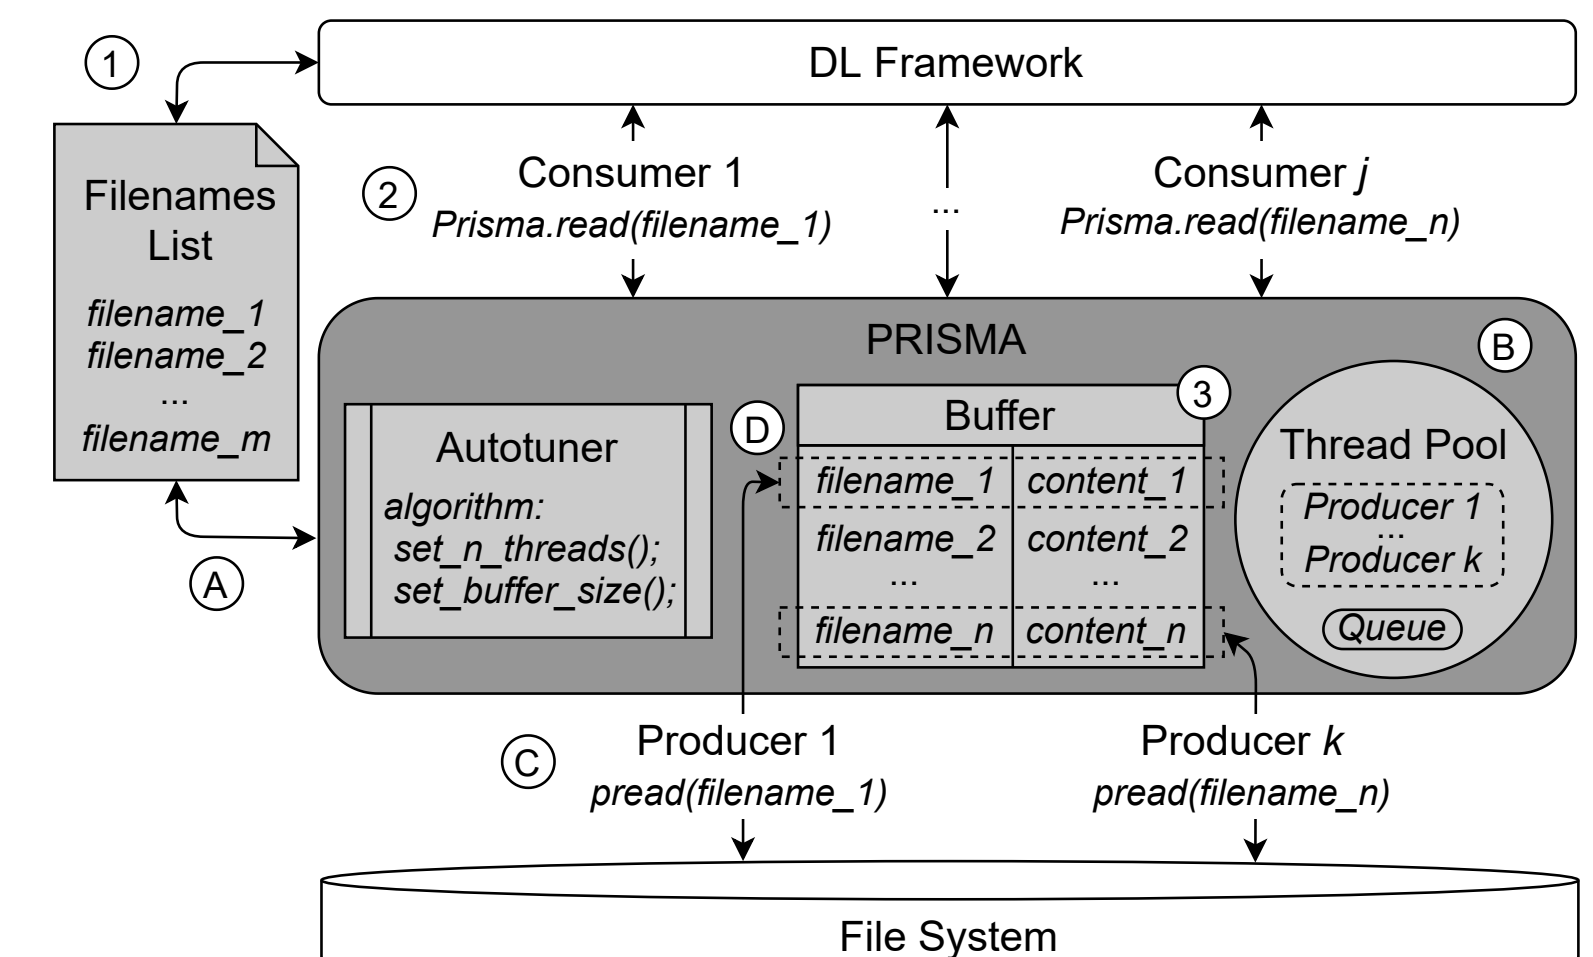 1
DL Framework
Filenames
List
filename_1
filename_2
...
filename_m
2
Consumer 1
Prisma.read(filename_1)
...
Consumer j
Prisma.read(filename_n)
PRISMA
A
Autotuner
algorithm:
set_n_threads();
set_buffer_size();
D
3
Buffer
filename_1 content_1
filename_2 content_2
... ...
filename_n content_n
B
Thread Pool
Producer 1
...
Producer k
Queue
C
Producer 1
pread(filename_1)
Producer k
pread(filename_n)
File System